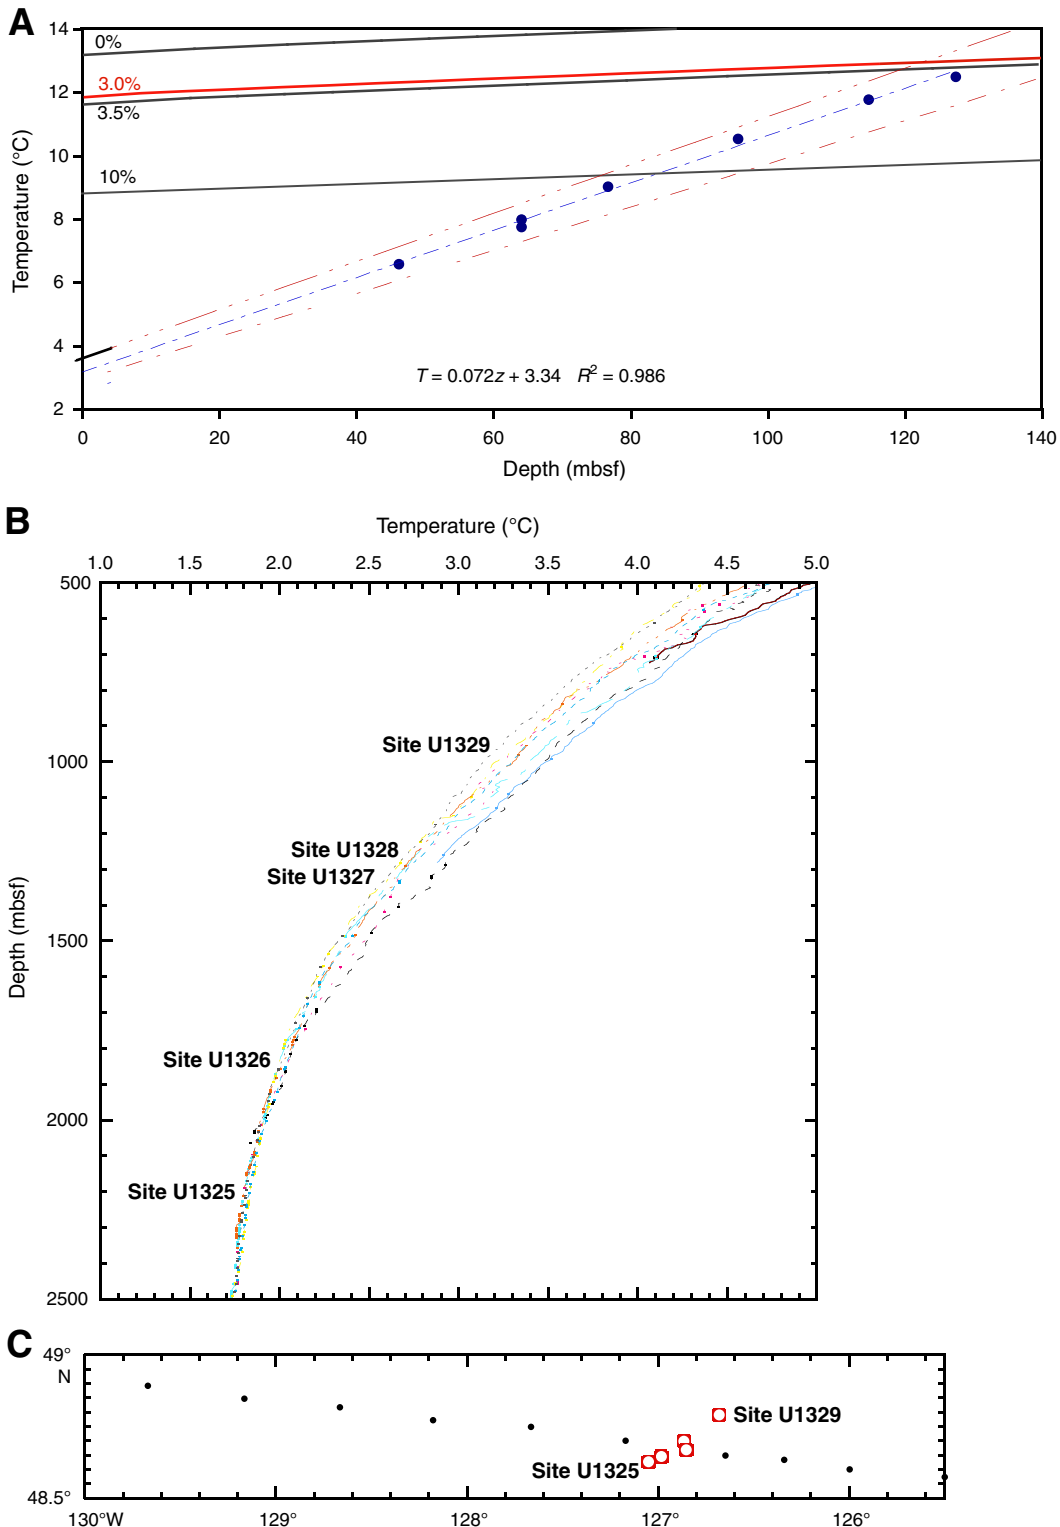 A
14
12
10
8
6
4
2
Temperature (°C)
0%
3.0%
3.5%
10%
T = 0.072z + 3.34 R² = 0.986
0 20 40 60 80 100 120 140
Depth (mbsf)
B
Temperature (°C)
1.0 1.5 2.0 2.5 3.0 3.5 4.0 4.5 5.0
500
1000
1500
2000
2500
Depth (mbsf)
Site U1329
Site U1328
Site U1327
Site U1326
Site U1325
C
49°
N
48.5°
Site U1329
Site U1325
130°W 129° 128° 127° 126°